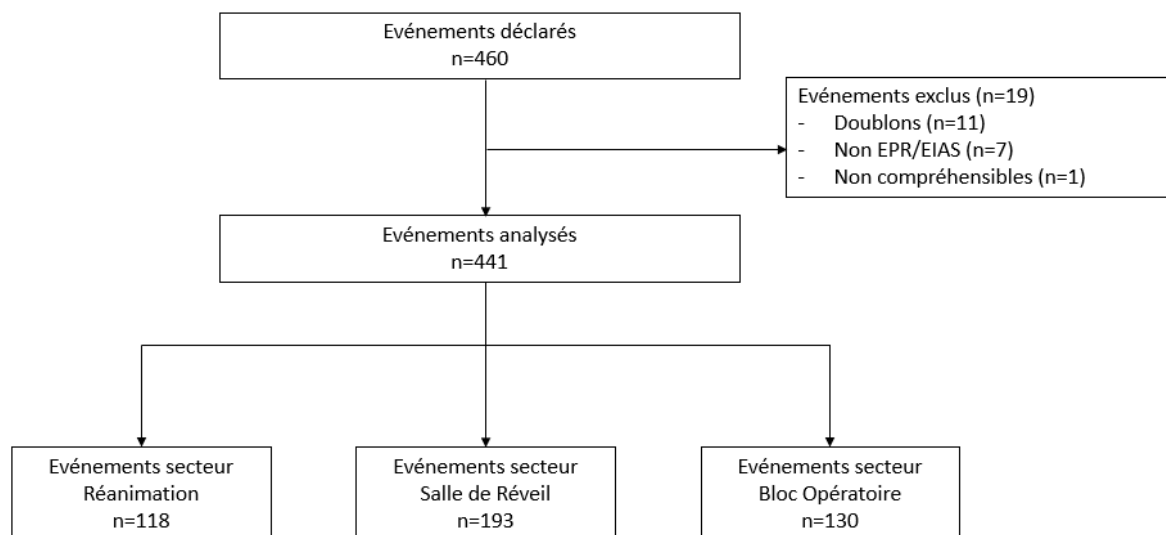 Evénements déclarés
n=460
Evénements exclus (n=19)
- Doublons (n=11)
- Non EPR/EIAS (n=7)
- Non compréhensibles (n=1)
Evénements analysés
n=441
Evénements secteur
Réanimation
n=118
Evénements secteur
Salle de Réveil
n=193
Evénements secteur
Bloc Opératoire
n=130